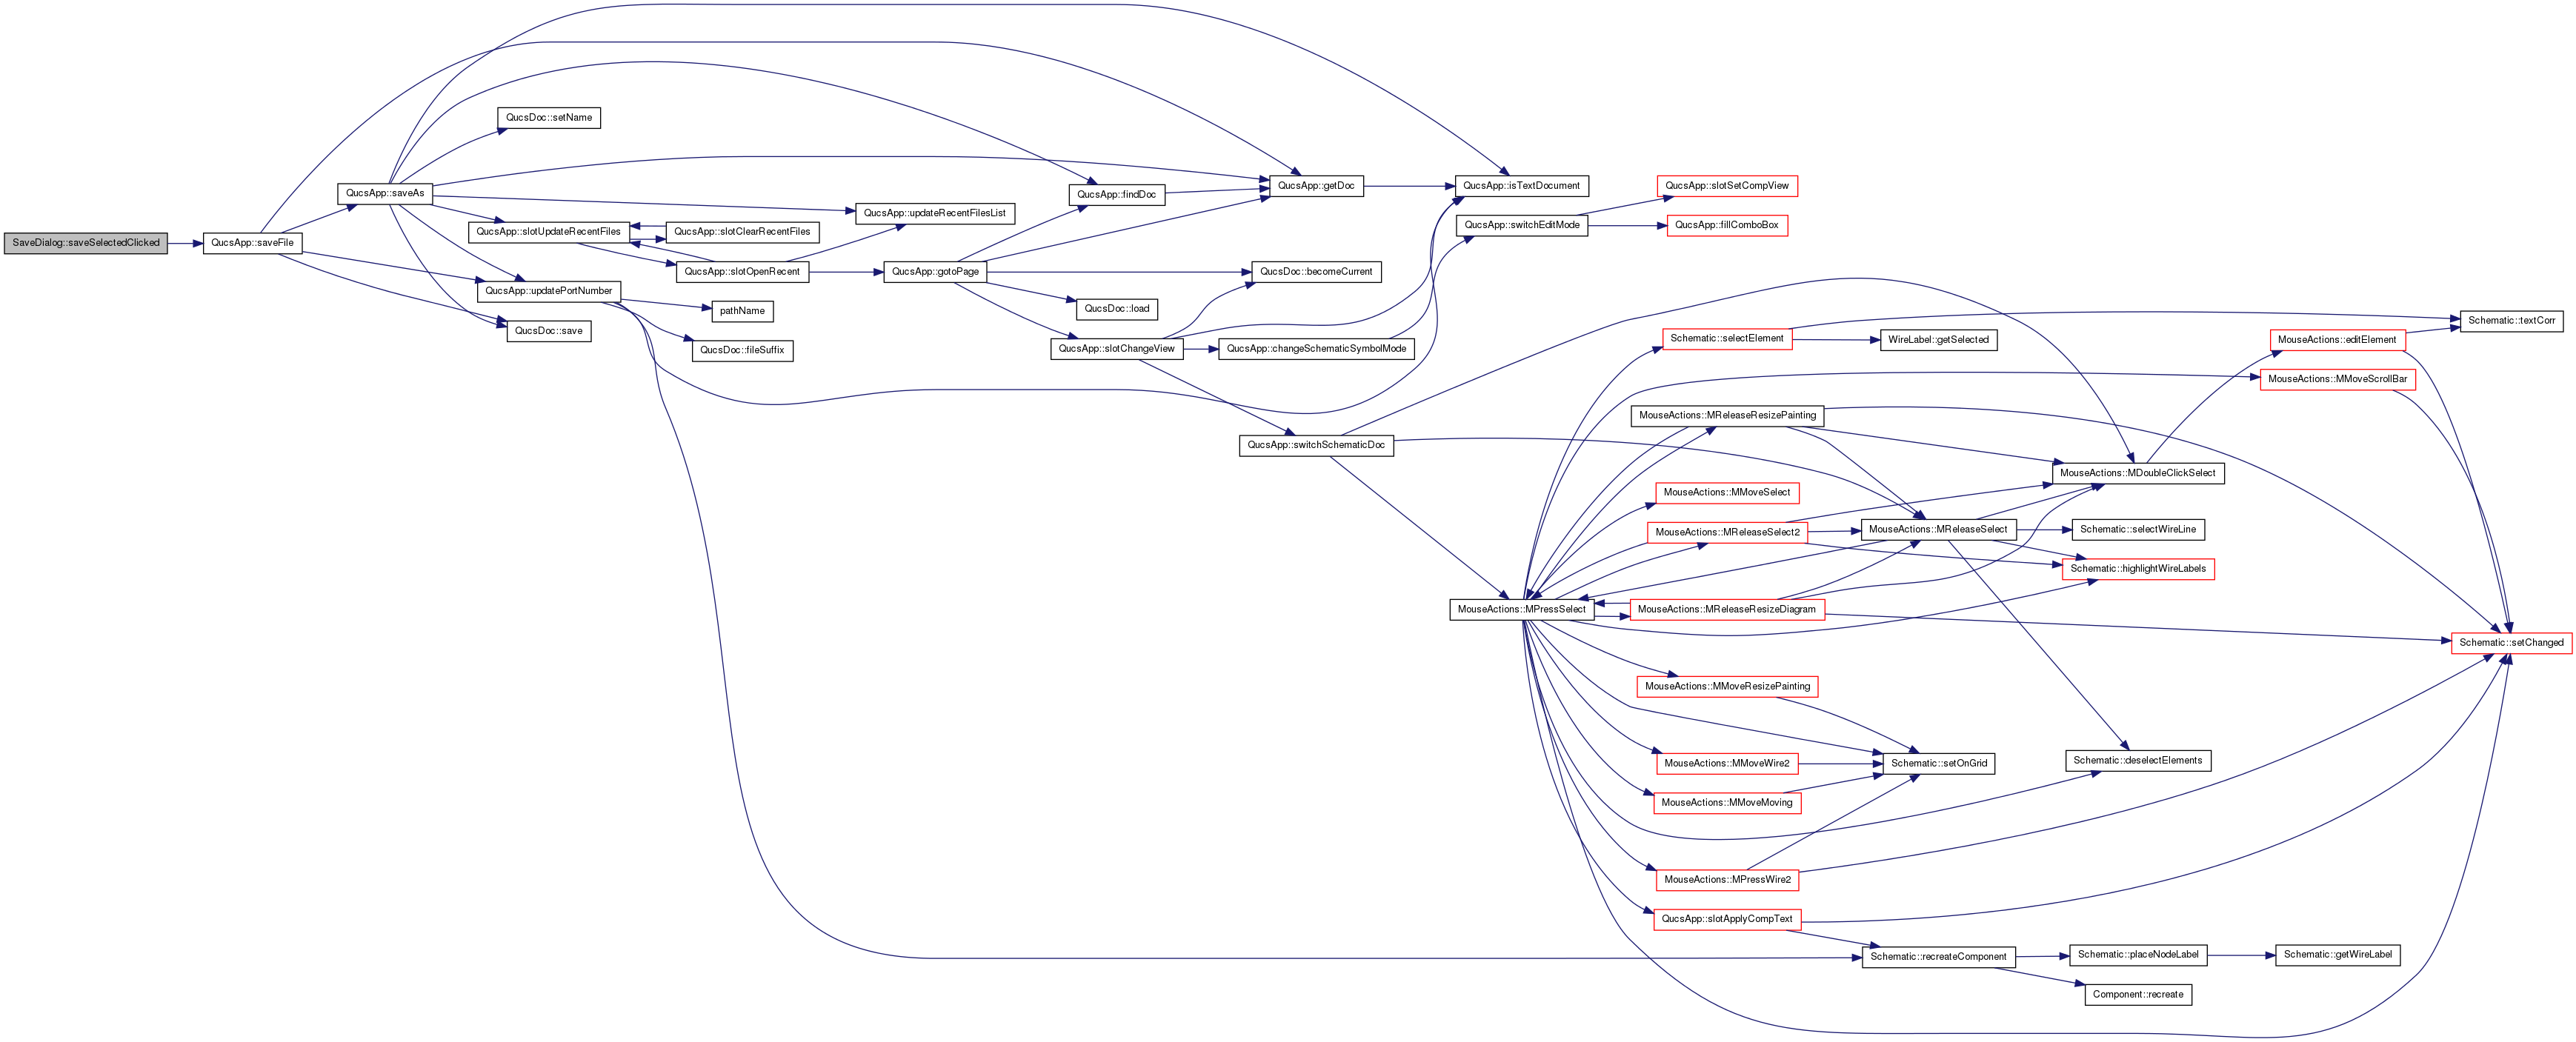 SaveDialog::saveSelectedClicked
QucsApp::saveFile
QucsApp::saveAs
QucsDoc::setName
QucsApp::slotUpdateRecentFiles
QucsApp::updatePortNumber
QucsDoc::save
QucsApp::slotClearRecentFiles
QucsApp::slotOpenRecent
pathName
QucsDoc::fileSuffix
QucsApp::updateRecentFilesList
QucsApp::gotoPage
QucsApp::findDoc
QucsDoc::load
QucsApp::slotChangeView
QucsApp::getDoc
QucsDoc::becomeCurrent
QucsApp::changeSchematicSymbolMode
QucsApp::switchSchematicDoc
QucsApp::isTextDocument
QucsApp::switchEditMode
MouseActions::MPressSelect
QucsApp::slotSetCompView
QucsApp::fillComboBox
Schematic::selectElement
MouseActions::MReleaseResizePainting
MouseActions::MMoveSelect
MouseActions::MReleaseSelect2
MouseActions::MReleaseResizeDiagram
MouseActions::MMoveResizePainting
MouseActions::MMoveWire2
MouseActions::MMoveMoving
MouseActions::MPressWire2
QucsApp::slotApplyCompText
WireLabel::getSelected
MouseActions::MReleaseSelect
Schematic::setOnGrid
Schematic::recreateComponent
MouseActions::MDoubleClickSelect
Schematic::selectWireLine
Schematic::highlightWireLabels
Schematic::deselectElements
Schematic::placeNodeLabel
Component::recreate
MouseActions::editElement
MouseActions::MMoveScrollBar
Schematic::getWireLabel
Schematic::textCorr
Schematic::setChanged